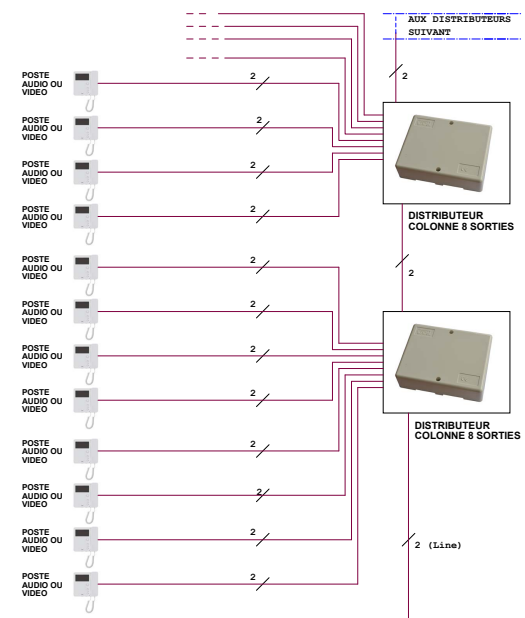 AUX DISTRIBUTEURS
SUIVANT
2
POSTE
AUDIO OU
VIDEO
2
POSTE
AUDIO OU
VIDEO
2
POSTE
AUDIO OU
VIDEO
2
POSTE
AUDIO OU
VIDEO
2
DISTRIBUTEUR
COLONNE 8 SORTIES
POSTE
AUDIO OU
VIDEO
2
2
POSTE
AUDIO OU
VIDEO
2
POSTE
AUDIO OU
VIDEO
2
POSTE
AUDIO OU
VIDEO
2
DISTRIBUTEUR
COLONNE 8 SORTIES
POSTE
AUDIO OU
VIDEO
2
POSTE
AUDIO OU
VIDEO
2
POSTE
AUDIO OU
VIDEO
2
2 (Line)
POSTE
AUDIO OU
VIDEO
2